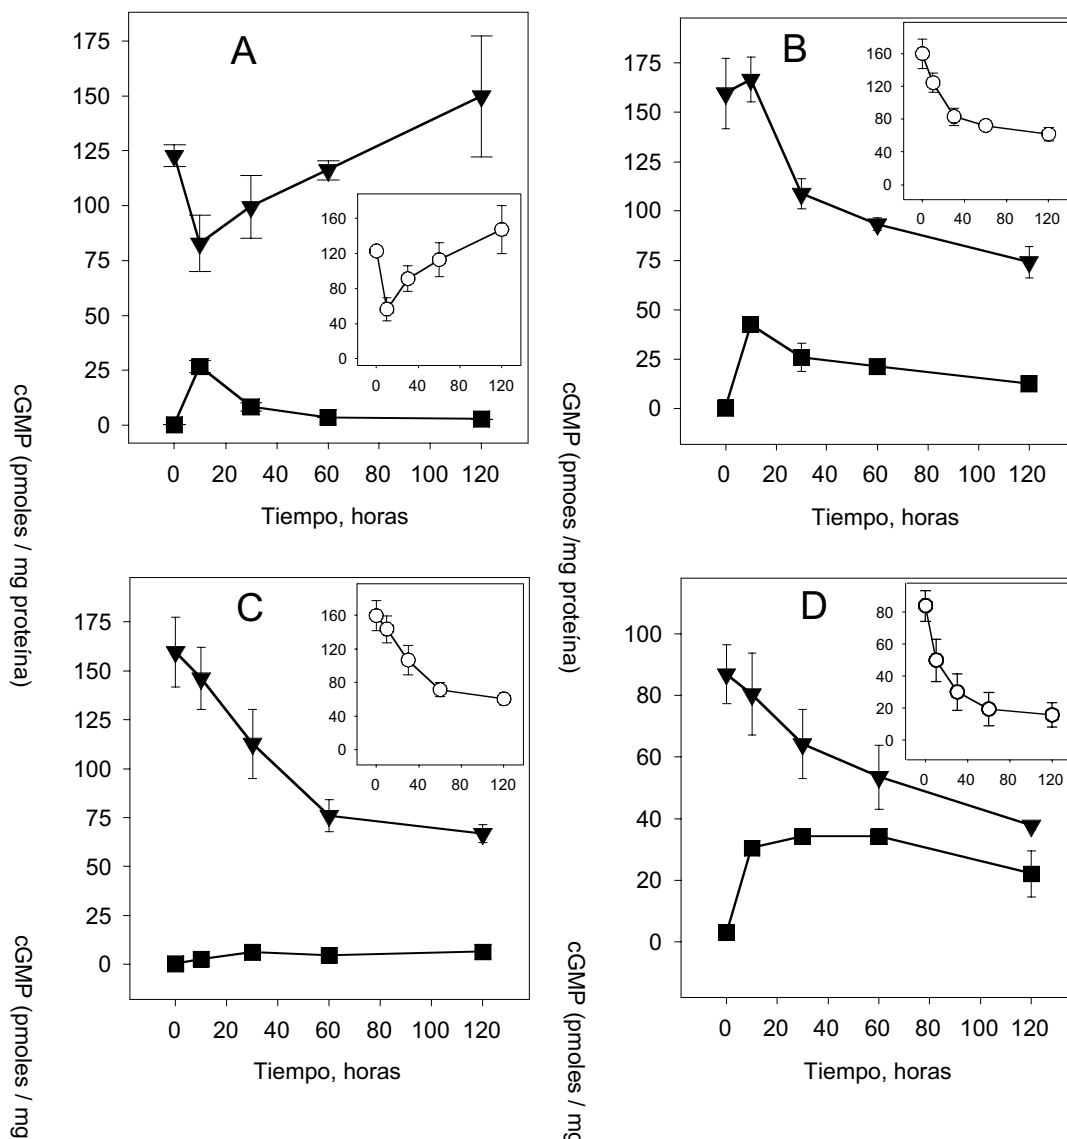 A
175
150
125
100
75
50
25
0
0 20 40 60 80 100 120
Tiempo, horas
160
120
80
40
0
0 40 80 120
cGMP (pmoles / mg proteína)
B
175
150
125
100
75
50
25
0
0 20 40 60 80 100 120
Tiempo, horas
160
120
80
40
0
0 40 80 120
cGMP (pmoes /mg proteína)
C
175
150
125
100
75
50
25
0
0 20 40 60 80 100 120
Tiempo, horas
160
120
80
40
0
0 40 80 120
cGMP (pmoles / mg
D
100
80
60
40
20
0
0 20 40 60 80 100 120
Tiempo, horas
80
60
40
20
0
0 40 80 120
cGMP (pmoles / mg